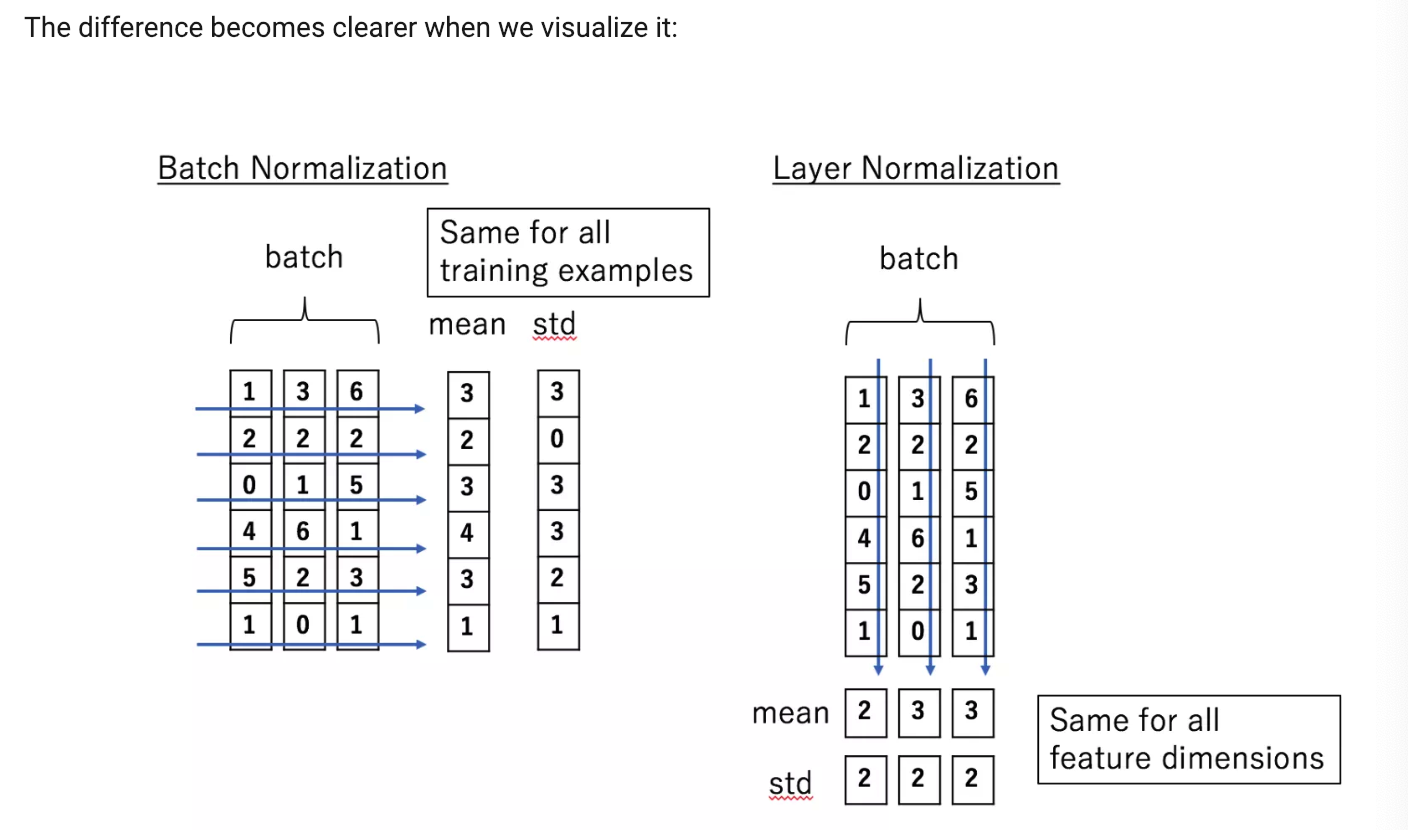 The difference becomes clearer when we visualize it:
Batch Normalization
batch
Same for all
training examples
mean std
1 3 6 3 3
2 2 2 2 0
0 1 5 3 3
4 6 1 4 3
5 2 3 3 2
1 0 1 1 1
Layer Normalization
batch
1 3 6
2 2 2
0 1 5
4 6 1
5 2 3
1 0 1
mean 2 3 3
std 2 2 2
Same for all
feature dimensions